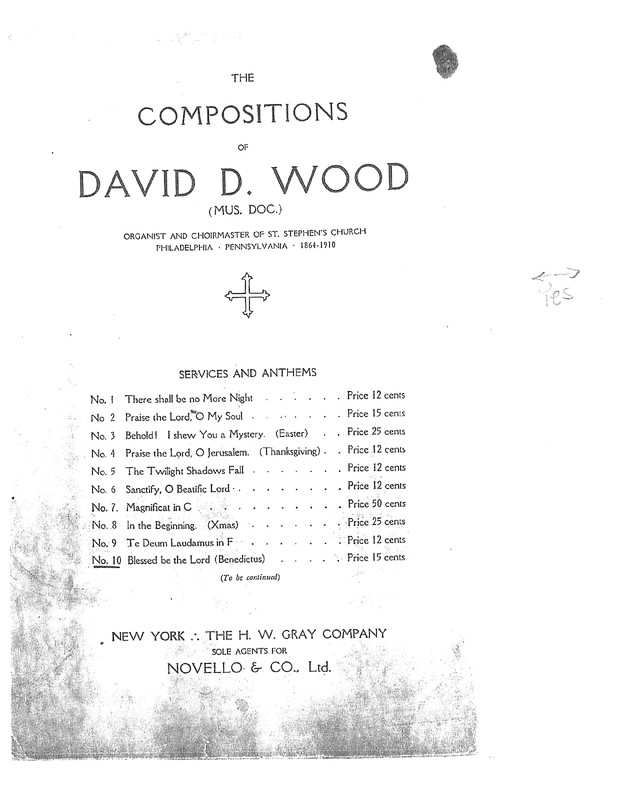 THE
COMPOSITIONS
OF
DAVID D. WOOD
(MUS. DOC.)
ORGANIST AND CHOIRMASTER OF ST. STEPHEN'S CHURCH
PHILADELPHIA · PENNSYLVANIA · 1864-1910
yes
SERVICES AND ANTHEMS
No. 1 There shall be no More Night . . . . . . Price 12 cents
No 2 Praise the Lord, O My Soul . . . . . . Price 15 cents
No. 3 Behold! I shew You a Mystery. (Easter) . . Price 25 cents
No. 4 Praise the Lord, O Jerusalem. (Thanksgiving) . . Price 12 cents
No. 5 The Twilight Shadows Fall . . . . . . . Price 12 cents
No. 6 Sanctify, O Beatific Lord . . . . . . . . Price 12 cents
No. 7. Magnificat in C . . . . . . . . . . Price 50 cents
No. 8 In the Beginning. (Xmas) . . . . . . . Price 25 cents
No. 9 Te Deum Laudamus in F . . . . . . . . Price 12 cents
No. 10 Blessed be the Lord (Benedictus) . . . . . Price 15 cents
(To be continued)
NEW YORK ∴ THE H. W. GRAY COMPANY
SOLE AGENTS FOR
NOVELLO & CO., Ltd.